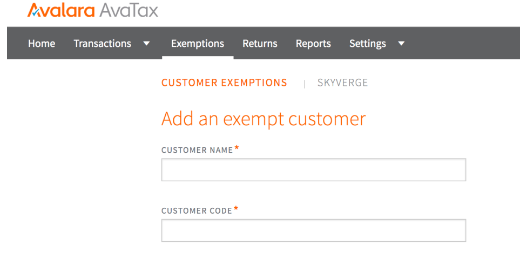 Avalara AvaTax
Home Transactions ▼ Exemptions Returns Reports Settings ▼
CUSTOMER EXEMPTIONS | SKYVERGE
Add an exempt customer
CUSTOMER NAME*
CUSTOMER CODE*